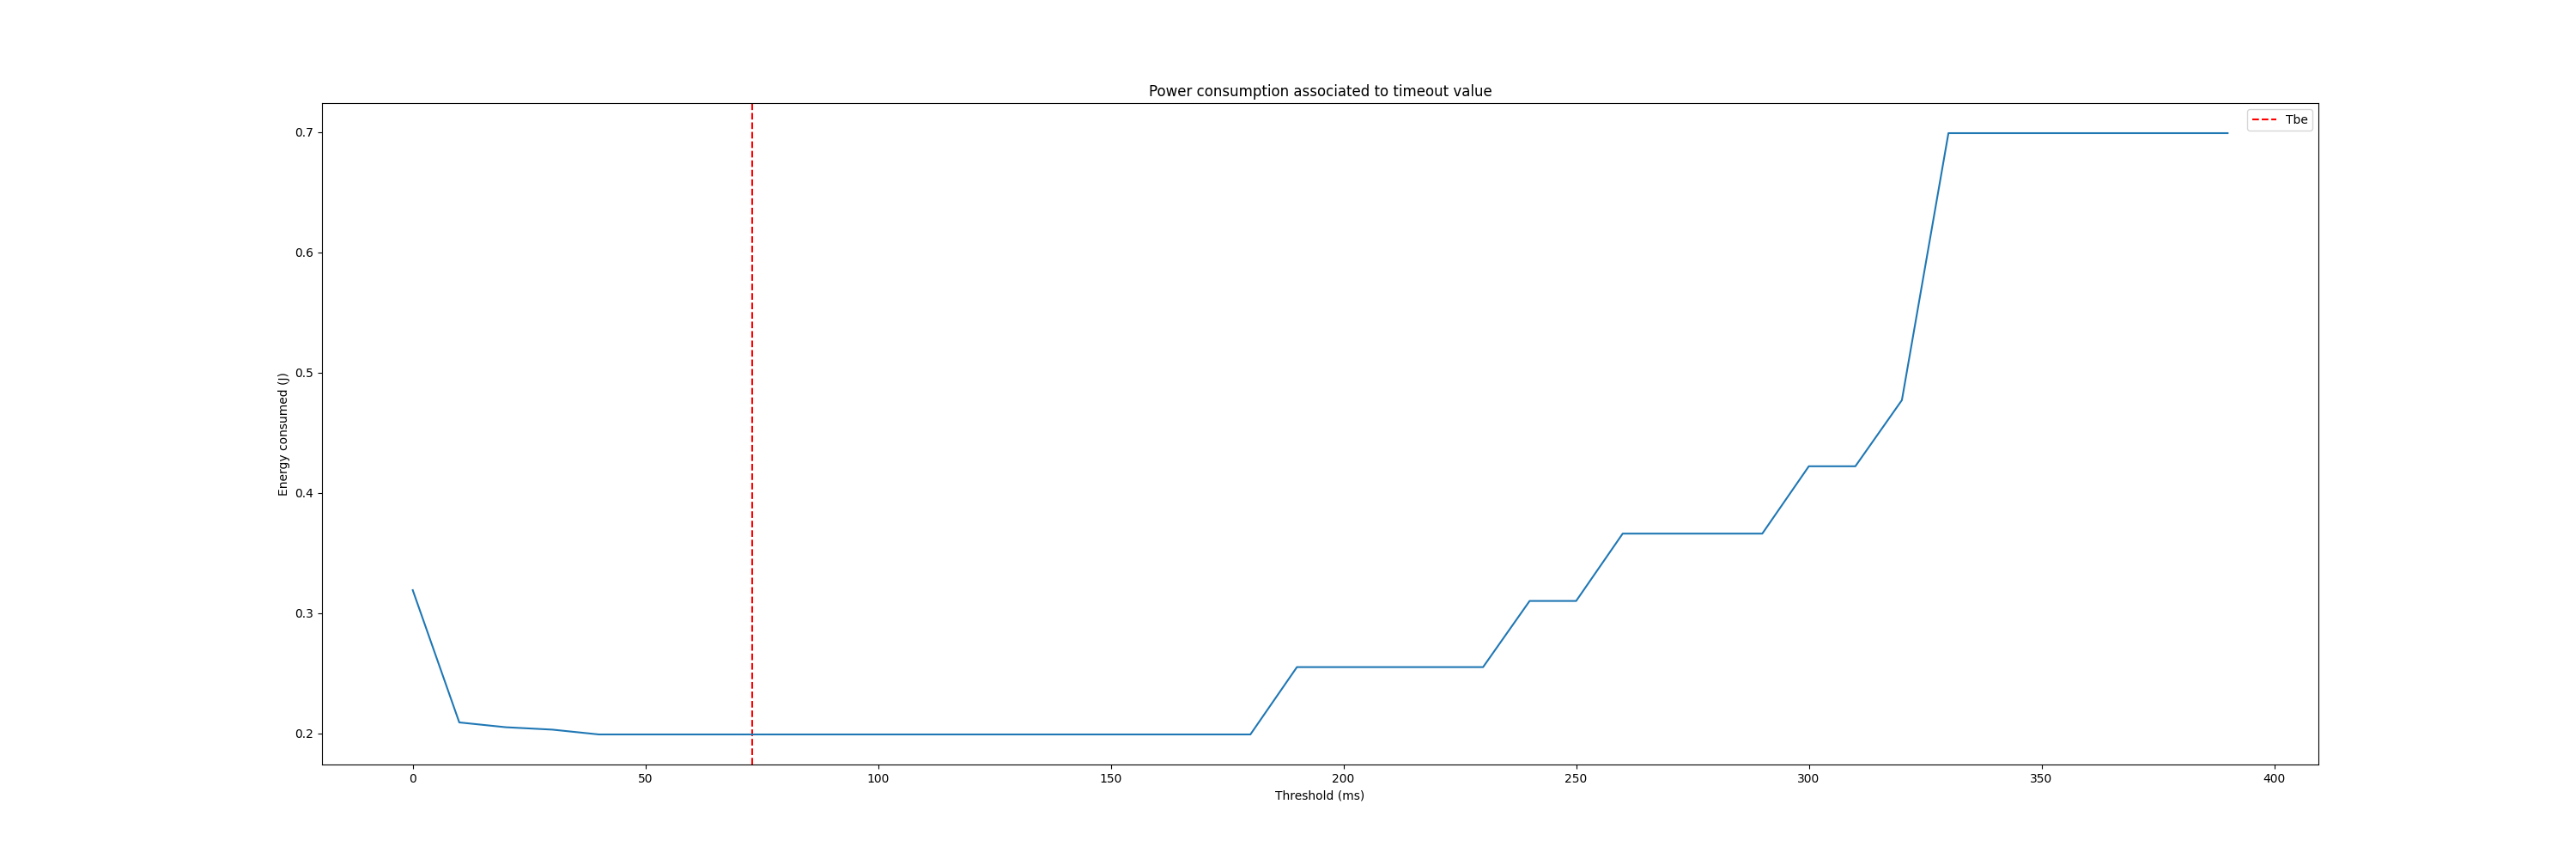 Power consumption associated to timeout value
Tbe
0.7
0.6
0.5
0.4
0.3
0.2
Energy consumed (J)
0 50 100 150 200 250 300 350 400
Threshold (ms)